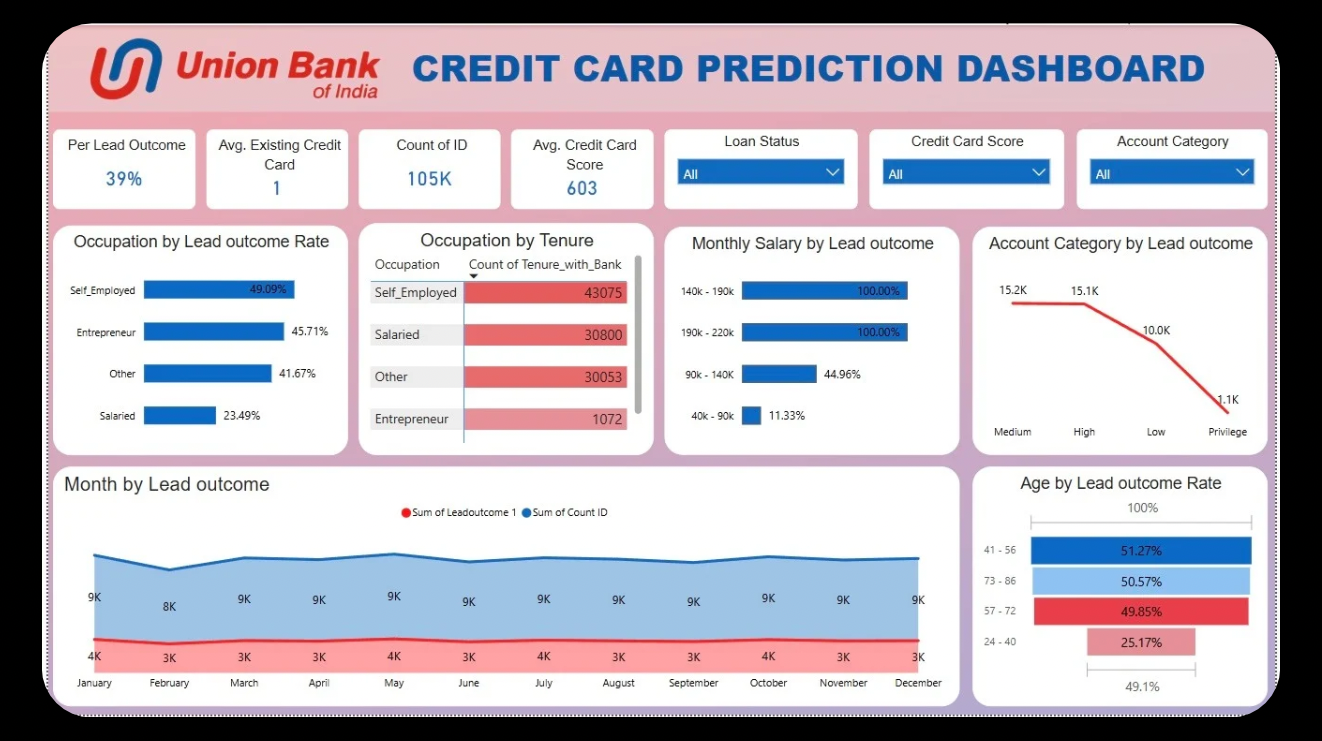 Union Bank
of India
CREDIT CARD PREDICTION DASHBOARD
Per Lead Outcome
39%
Avg. Existing Credit
Card
1
Count of ID
105K
Avg. Credit Card
Score
603
Loan Status
All
Credit Card Score
All
Account Category
All
Occupation by Lead outcome Rate
Self_Employed 49.09%
Entrepreneur 45.71%
Other 41.67%
Salaried 23.49%
Occupation by Tenure
Occupation Count of Tenure_with_Bank
Self_Employed 43075
Salaried 30800
Other 30053
Entrepreneur 1072
Monthly Salary by Lead outcome
140k - 190k 100.00%
190k - 220k 100.00%
90k - 140K 44.96%
40k - 90k 11.33%
Account Category by Lead outcome
15.2K 15.1K
10.0K
1.1K
Medium High Low Privilege
Month by Lead outcome
Sum of Leadoutcome 1 Sum of Count ID
9K 8K 9K 9K 9K 9K 9K 9K 9K 9K 9K 9K
4K 3K 3K 3K 4K 3K 4K 3K 3K 4K 3K 3K
January February March April May June July August September October November December
Age by Lead outcome Rate
100%
41 - 56 51.27%
73 - 86 50.57%
57 - 72 49.85%
24 - 40 25.17%
49.1%